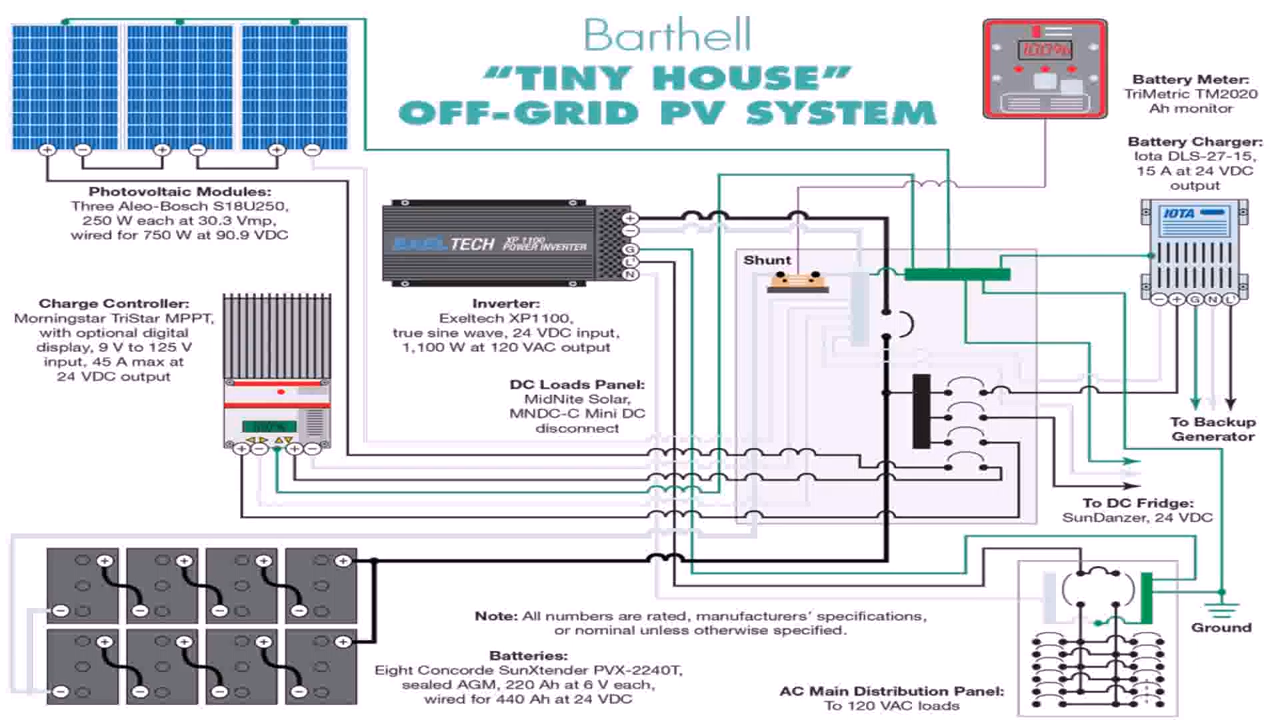 Barthell
“TINY HOUSE”
OFF-GRID PV SYSTEM
Battery Meter:
TriMetric TM2020
Ah monitor
100%
Battery Charger:
Iota DLS-27-15,
15 A at 24 VDC
output
IOTA
Photovoltaic Modules:
Three Aleo-Bosch S18U250,
250 W each at 30.3 Vmp,
wired for 750 W at 90.9 VDC
EXELTECH XP 1100
POWER INVERTER
G
L
N
Shunt
Charge Controller:
Morningstar TriStar MPPT,
with optional digital
display, 9 V to 125 V
input, 45 A max at
24 VDC output
Inverter:
Exeltech XP1100,
true sine wave, 24 VDC input,
1,100 W at 120 VAC output
G N L
DC Loads Panel:
MidNite Solar,
MNDC-C Mini DC
disconnect
To Backup
Generator
To DC Fridge:
SunDanzer, 24 VDC
Note: All numbers are rated, manufacturers’ specifications,
or nominal unless otherwise specified.
Ground
Batteries:
Eight Concorde SunXtender PVX-2240T,
sealed AGM, 220 Ah at 6 V each,
wired for 440 Ah at 24 VDC
AC Main Distribution Panel:
To 120 VAC loads